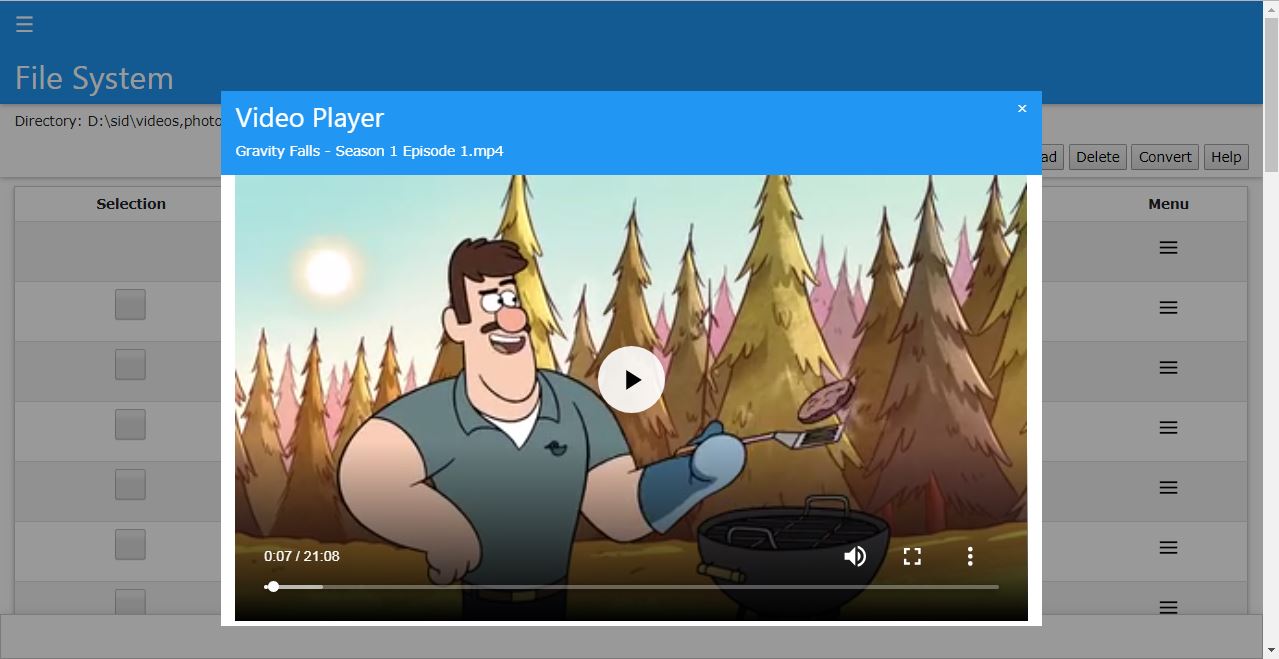 File System
Directory: D:\sid\videos,photo
Video Player
×
Gravity Falls - Season 1 Episode 1.mp4
ad Delete Convert Help
Selection Menu
0:07 / 21:08